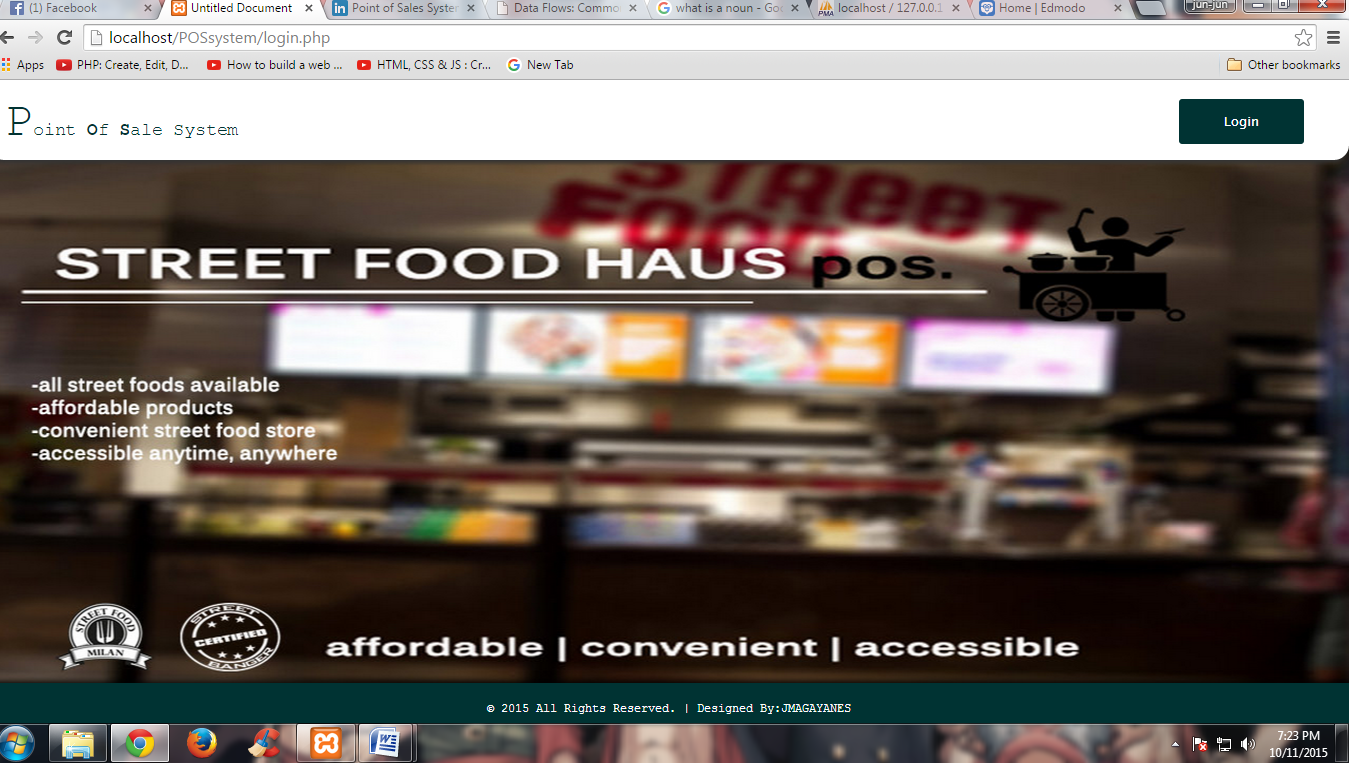 (1) Facebook
Untitled Document
Point of Sales System
Data Flows: Commo
what is a noun - Goo
localhost / 127.0.0.1
Home | Edmodo
jun-jun
localhost/POSsystem/login.php
Apps
PHP: Create, Edit, D...
How to build a web ...
HTML, CSS & JS : Cr...
New Tab
Other bookmarks
Point Of Sale System
Login
STREET FOOD
STREET FOOD HAUS pos.
-all street foods available
-affordable products
-convenient street food store
-accessible anytime, anywhere
STREET FOOD
MILAN
STREET
CERTIFIED
BANGER
affordable | convenient | accessible
© 2015 All Rights Reserved. | Designed By:JMAGAYANES
7:23 PM
10/11/2015